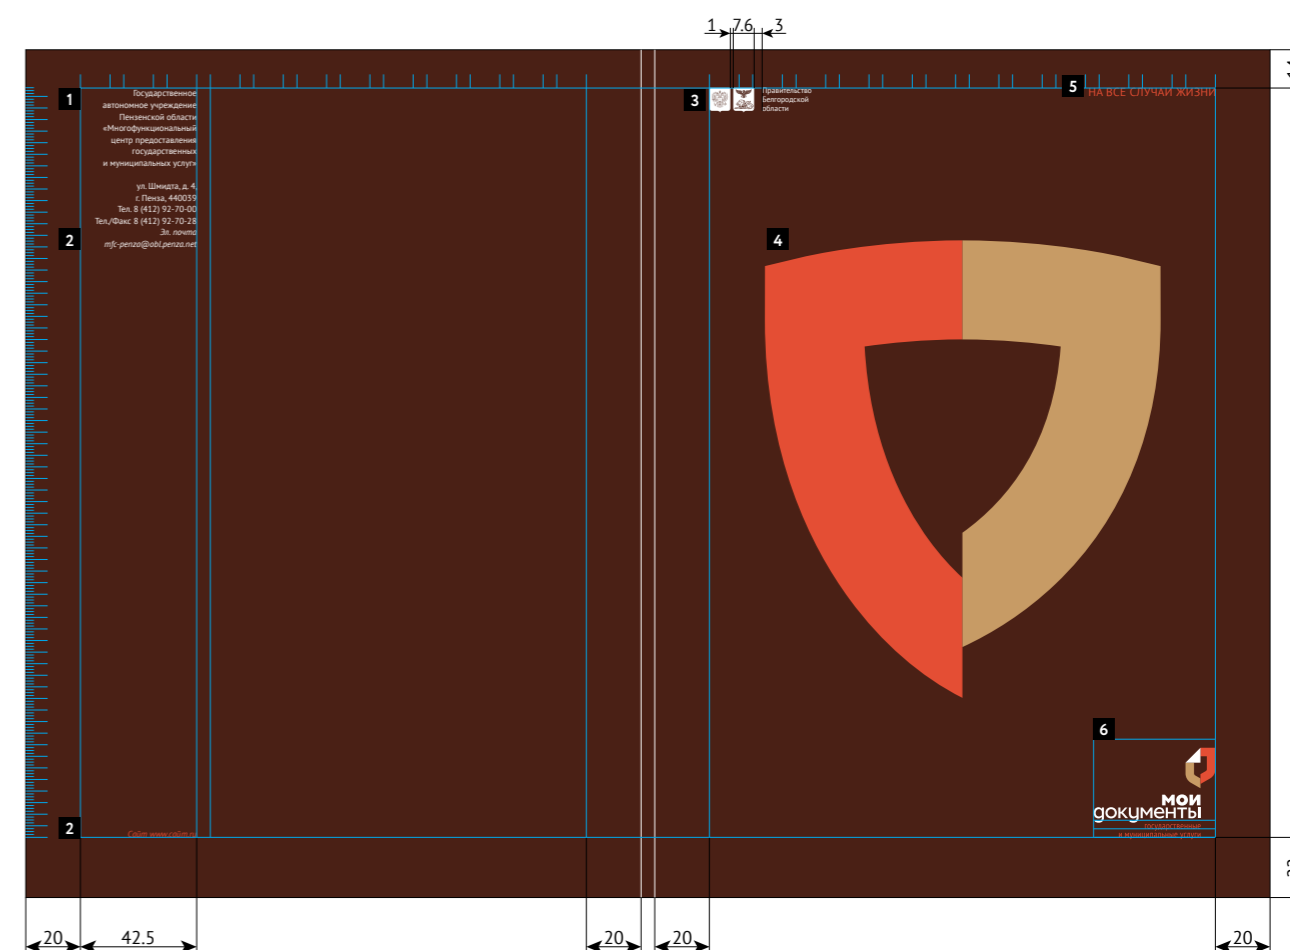 1 7.6 3
1
Государственное
автономное учреждение
Пензенской области
«Многофункциональный
центр предоставления
государственных
и муниципальных услуг»
ул. Шмидта, д. 4,
г. Пенза, 440039
Тел. 8 (412) 92-70-00
Тел./Факс 8 (412) 92-70-28
2
Эл. почта
mfc-penza@obl.penza.net
3
Правительство
Белгородской
области
5
НА ВСЕ СЛУЧАИ ЖИЗНИ
4
6
мои
документы
государственные
и муниципальные услуги
2
Сайт www.сайт.ru
20 42.5 20 20 20